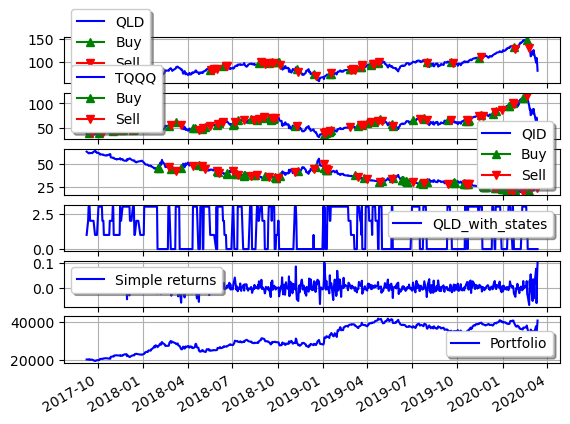 QLD
Buy
Sell
150
100
TQQQ
Buy
Sell
100
50
QID
Buy
Sell
50
25
QLD_with_states
2.5
0.0
Simple returns
0.1
0.0
Portfolio
40000
20000
2017-10
2018-01
2018-04
2018-07
2018-10
2019-01
2019-04
2019-07
2019-10
2020-01
2020-04